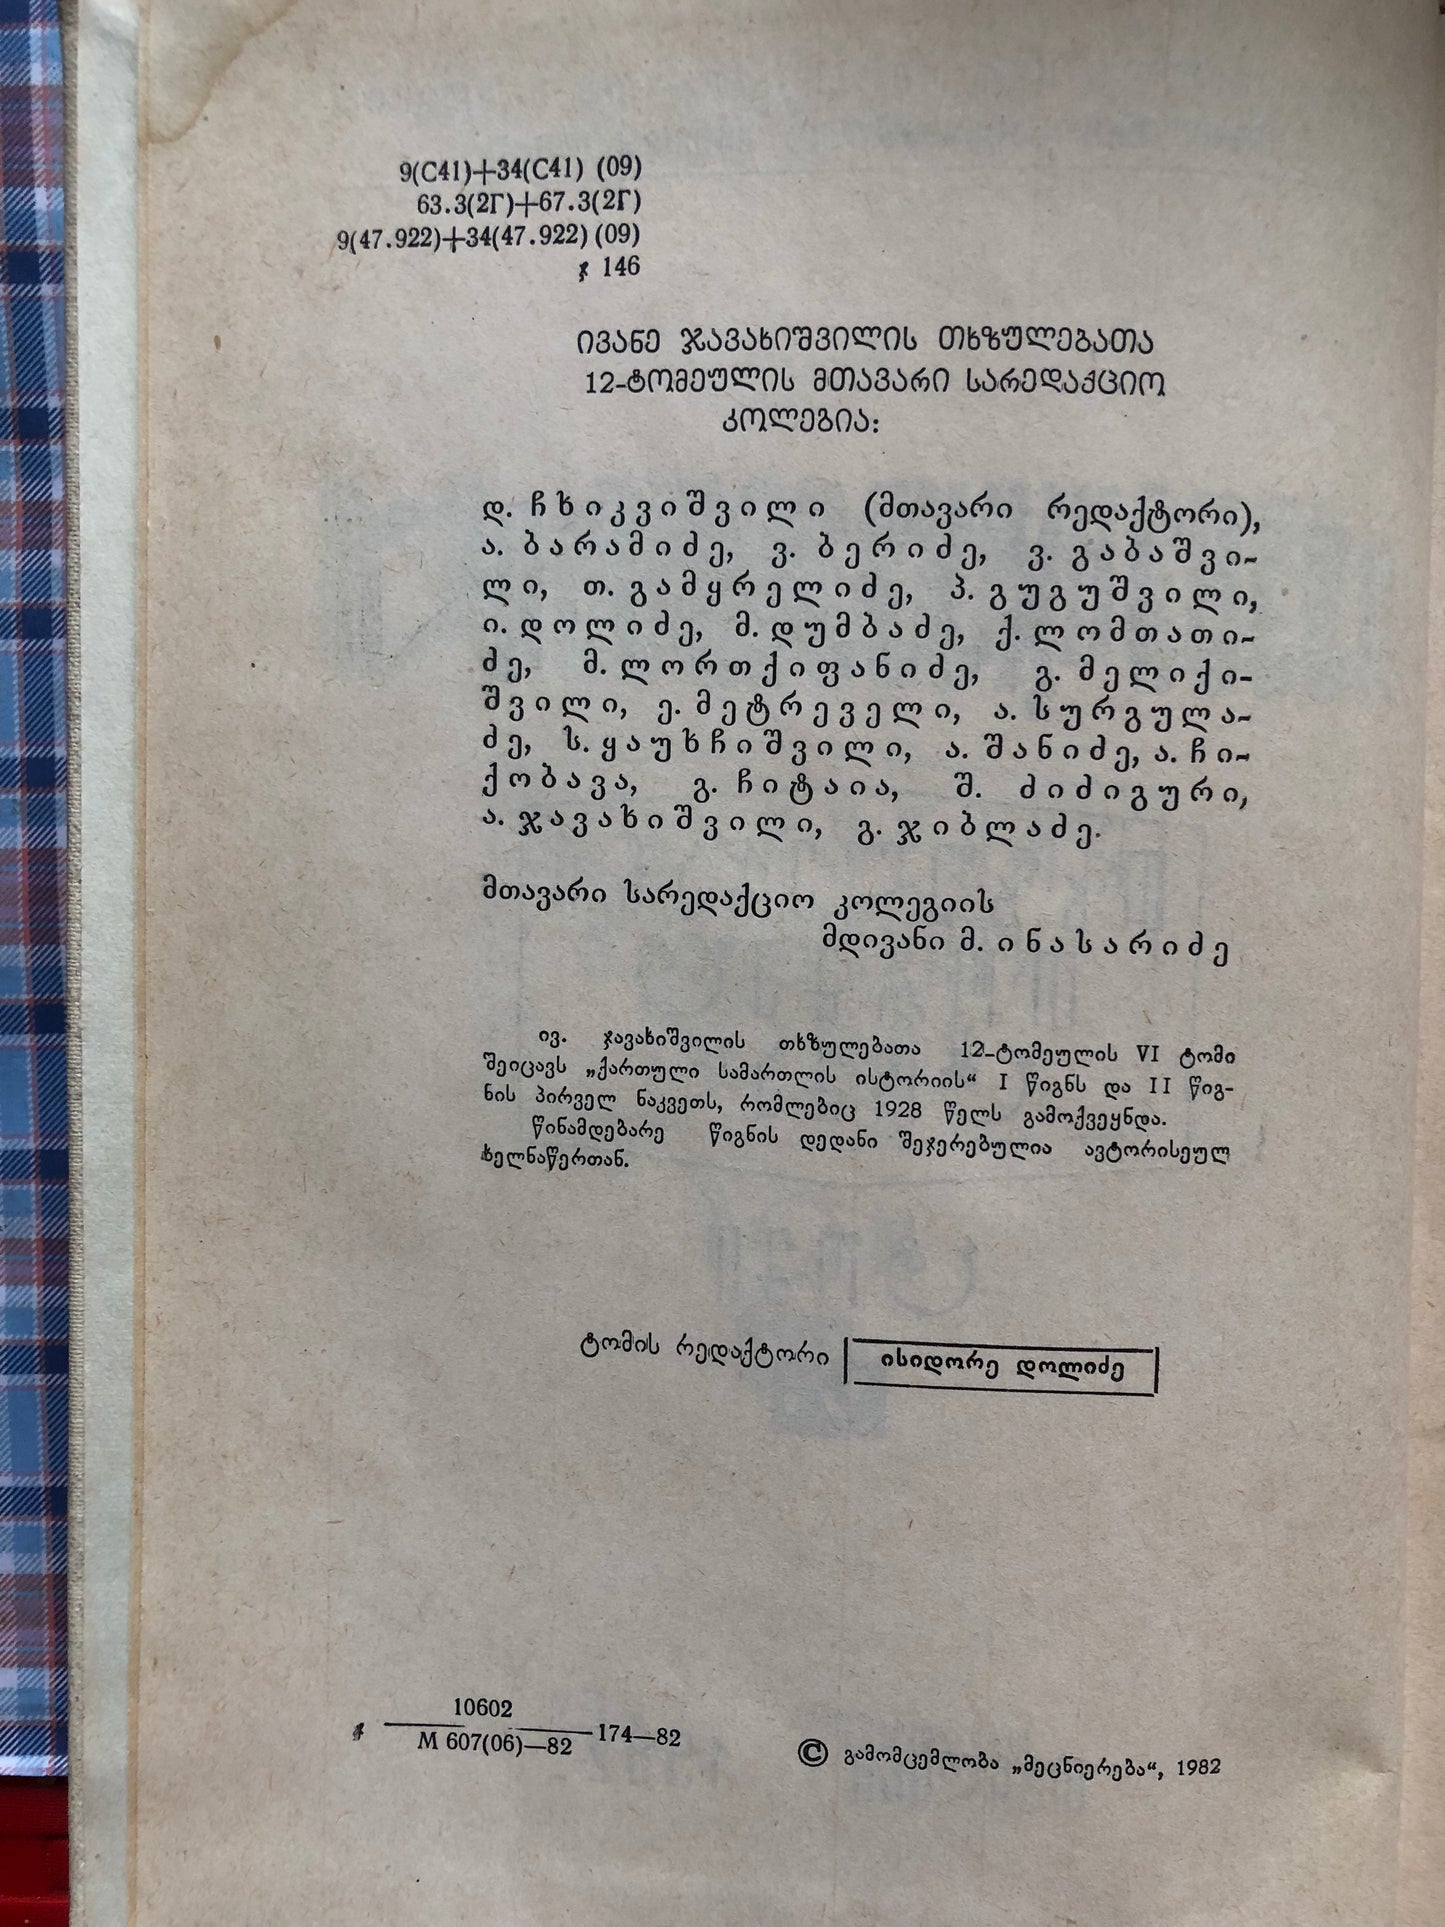 9(С41)+34(С41) (09)
63.3(2Г)+67.3(2Г)
9(47.922)+34(47.922) (09)
ჯ 146
ივანე ჯავახიშვილის თხზულებათა
12-ტომეულის მთავარი სარედაქციო
კოლეგია:
დ. ჩხიკვიშვილი (მთავარი რედაქტორი),
ა. ბარამიძე, ვ. ბერიძე, ვ. გაბაშვი-
ლი, თ. გამყრელიძე, პ. გუგუშვილი,
ი. დოლიძე, მ. დუმბაძე, ქ. ლომთათი-
ძე, მ. ლორთქიფანიძე, გ. მელიქი-
შვილი, ე. მეტრეველი, ა. სურგულა-
ძე, ს. ყაუხჩიშვილი, ა. შანიძე, ა. ჩი-
ქობავა, გ. ჩიტაია, შ. ძიძიგური,
ა. ჯავახიშვილი, გ. ჯიბლაძე.
მთავარი სარედაქციო კოლეგიის
მდივანი მ. ინასარიძე
ივ. ჯავახიშვილის თხზულებათა 12-ტომეულის VI ტომი
შეიცავს „ქართული სამართლის ისტორიის“ I წიგნს და II წიგ-
ნის პირველ ნაკვეთს, რომლებიც 1928 წელს გამოქვეყნდა.
წინამდებარე წიგნის დედანი შეჯერებულია ავტორისეულ
ხელნაწერთან.
ტომის რედაქტორი ისიდორე დოლიძე
10602
ჯ 174—82
М 607(06)—82
© გამომცემლობა „მეცნიერება“, 1982